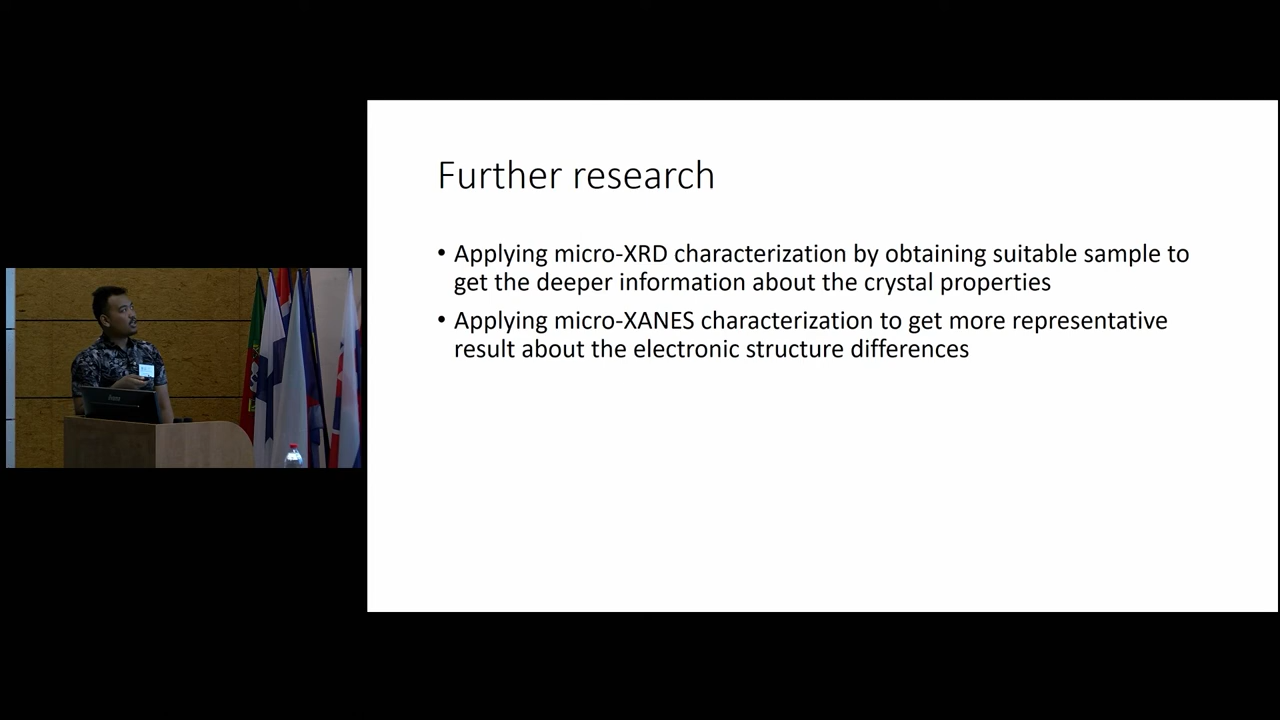 Further research
• Applying micro-XRD characterization by obtaining suitable sample to
get the deeper information about the crystal properties
• Applying micro-XANES characterization to get more representative
result about the electronic structure differences